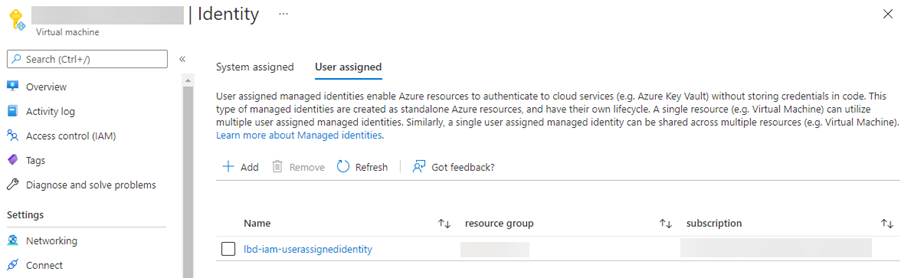 | Identity ...
Virtual machine
Search (Ctrl+/)
Overview
Activity log
Access control (IAM)
Tags
Diagnose and solve problems
Settings
Networking
Connect
System assigned User assigned
User assigned managed identities enable Azure resources to authenticate to cloud services (e.g. Azure Key Vault) without storing credentials in code. This
type of managed identities are created as standalone Azure resources, and have their own lifecycle. A single resource (e.g. Virtual Machine) can utilize
multiple user assigned managed identities. Similarly, a single user assigned managed identity can be shared across multiple resources (e.g. Virtual Machine).
Learn more about Managed identities.
Add Remove Refresh | Got feedback?
Name resource group subscription
lbd-iam-userassignedidentity